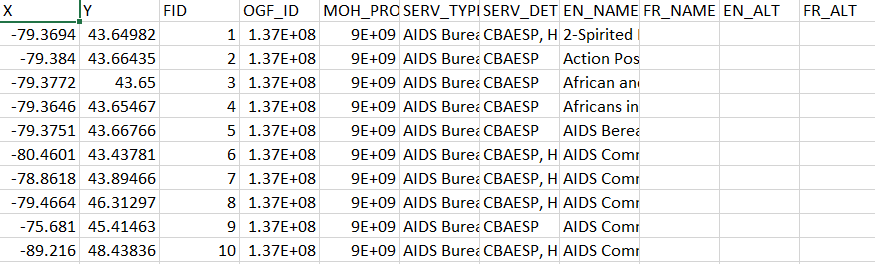 X Y FID OGF_ID MOH_PRO SERV_TYPE SERV_DET EN_NAME FR_NAME EN_ALT FR_ALT
-79.3694 43.64982 1 1.37E+08 9E+09 AIDS Burea CBAESP, H 2-Spirited
-79.384 43.66435 2 1.37E+08 9E+09 AIDS Burea CBAESP Action Pos
-79.3772 43.65 3 1.37E+08 9E+09 AIDS Burea CBAESP African and
-79.3646 43.65467 4 1.37E+08 9E+09 AIDS Burea CBAESP Africans in
-79.3751 43.66766 5 1.37E+08 9E+09 AIDS Burea CBAESP AIDS Berea
-80.4601 43.43781 6 1.37E+08 9E+09 AIDS Burea CBAESP, H AIDS Comm
-78.8618 43.89466 7 1.37E+08 9E+09 AIDS Burea CBAESP, H AIDS Comm
-79.4664 46.31297 8 1.37E+08 9E+09 AIDS Burea CBAESP, H AIDS Comm
-75.681 45.41463 9 1.37E+08 9E+09 AIDS Burea CBAESP AIDS Comm
-89.216 48.43836 10 1.37E+08 9E+09 AIDS Burea CBAESP, H AIDS Comm